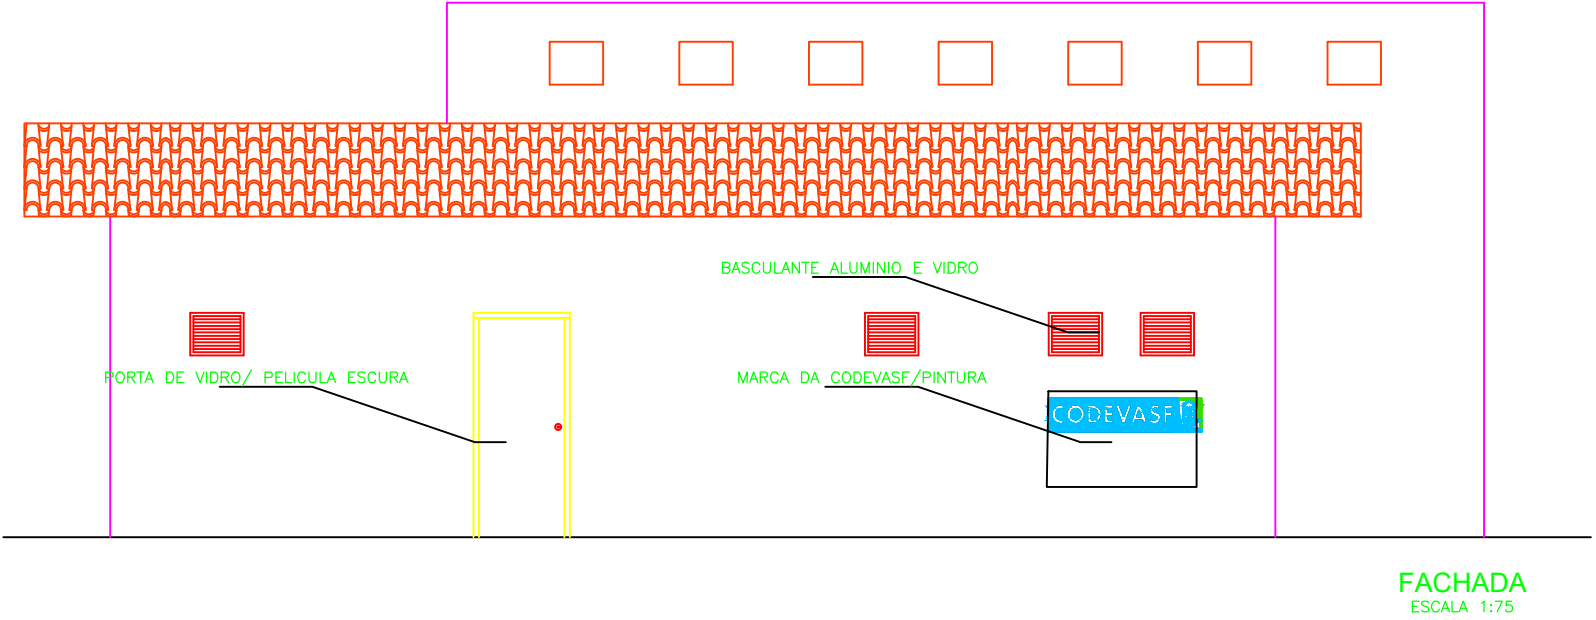 BASCULANTE ALUMINIO E VIDRO
PORTA DE VIDRO/ PELICULA ESCURA
MARCA DA CODEVASF/PINTURA
CODEVASF
FACHADA
ESCALA 1:75